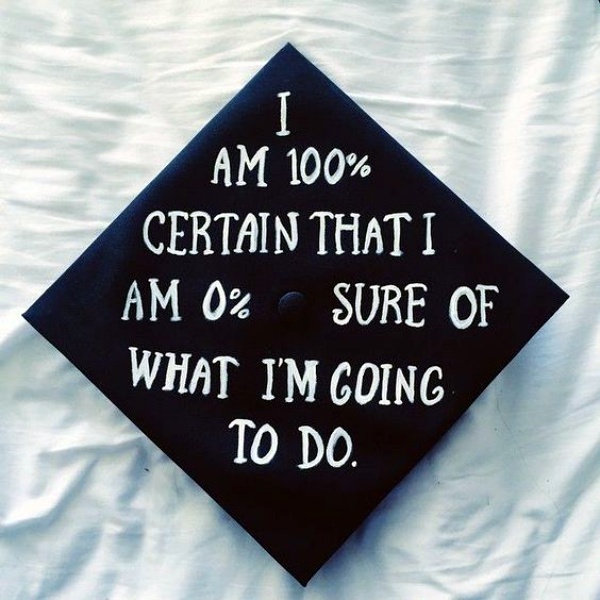 I
AM 100%
CERTAIN THAT I
AM 0% SURE OF
WHAT I'M GOING
TO DO.